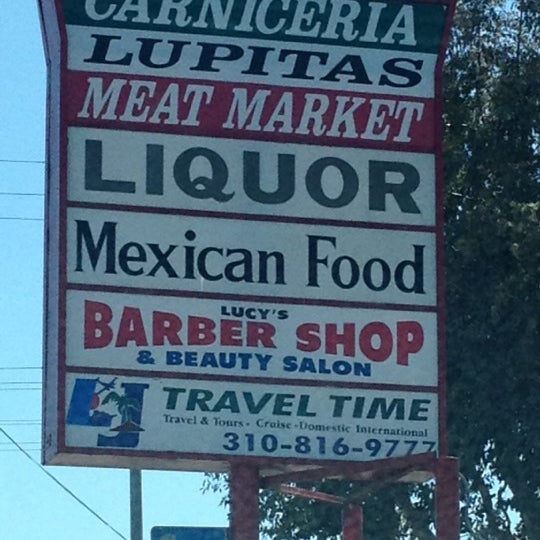 CARNICERIA
LUPITAS
MEAT MARKET
LIQUOR
Mexican Food
LUCY'S
BARBER SHOP
& BEAUTY SALON
L&J TRAVEL TIME
Travel & Tours - Cruise - Domestic International
310-816-9777